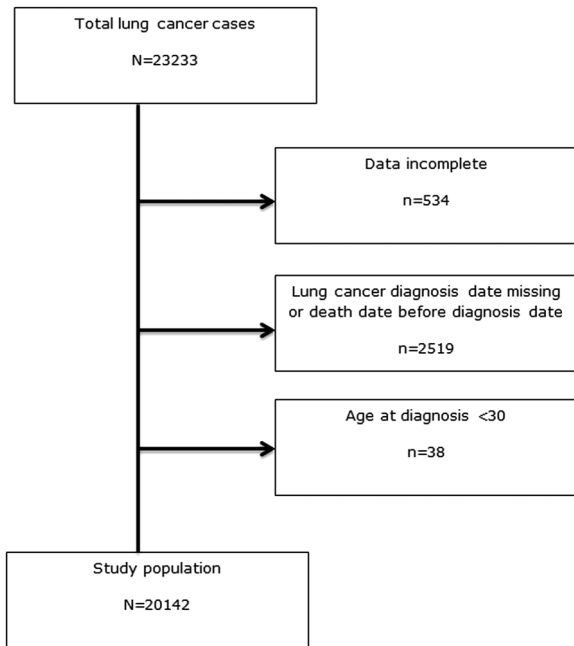 Total lung cancer cases
N=23233
Data incomplete
n=534
Lung cancer diagnosis date missing
or death date before diagnosis date
n=2519
Age at diagnosis <30
n=38
Study population
N=20142